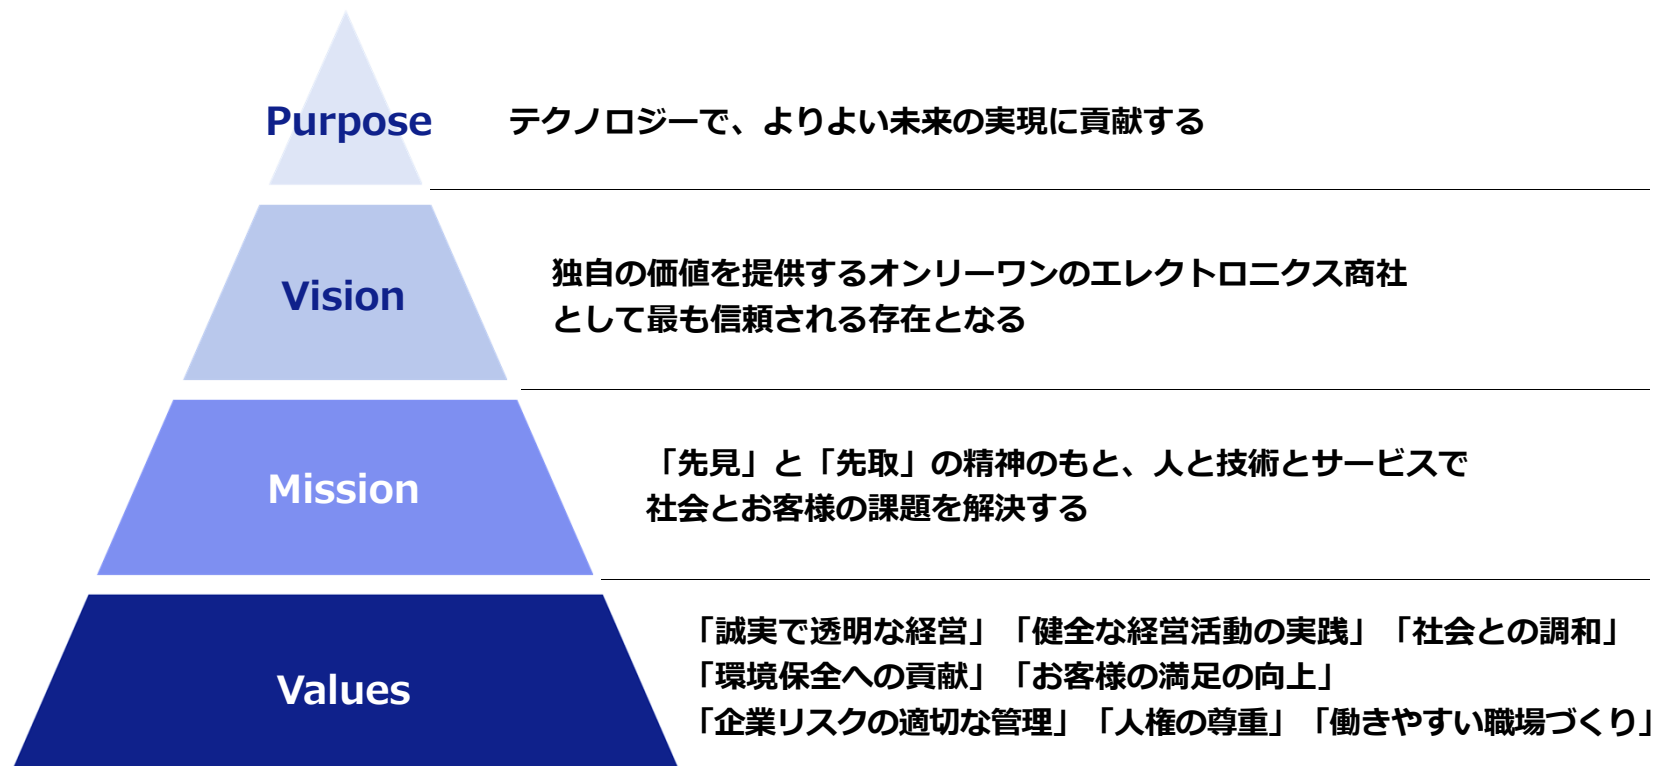 Purpose
テクノロジーで、よりよい未来の実現に貢献する
Vision
独自の価値を提供するオンリーワンのエレクトロニクス商社
として最も信頼される存在となる
Mission
「先見」と「先取」の精神のもと、人と技術とサービスで
社会とお客様の課題を解決する
Values
「誠実で透明な経営」「健全な経営活動の実践」「社会との調和」
「環境保全への貢献」「お客様の満足の向上」
「企業リスクの適切な管理」「人権の尊重」「働きやすい職場づくり」